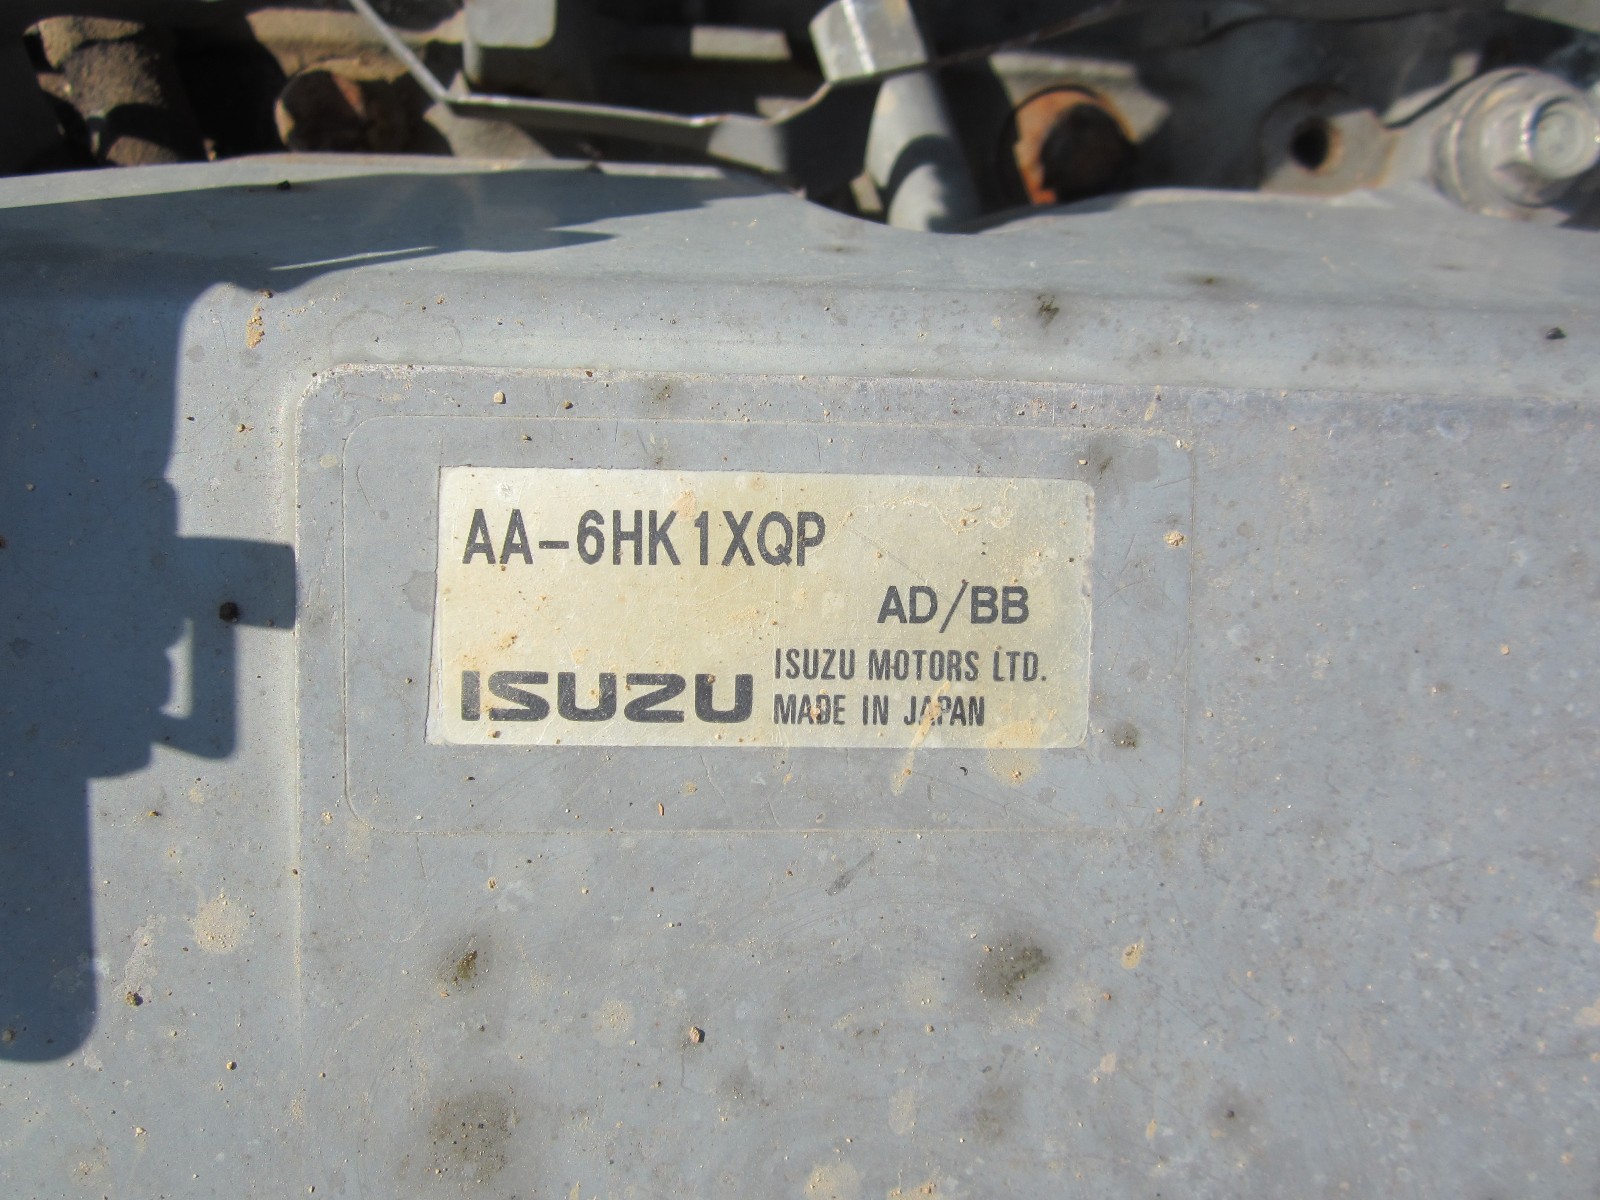 AA-6HK1XQP
AD/BB
ISUZU ISUZU MOTORS LTD.
MADE IN JAPAN